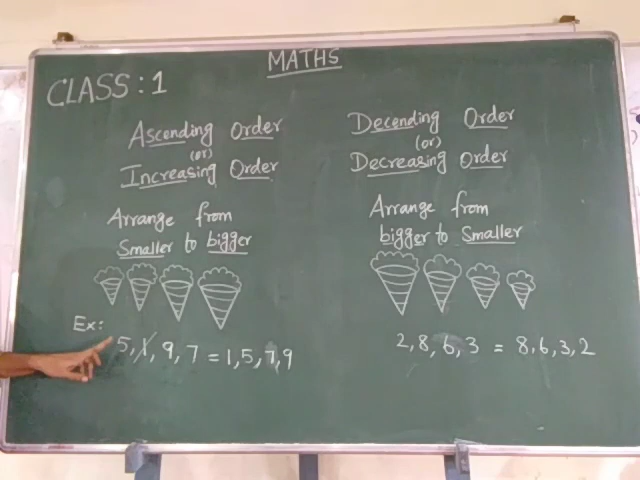 MATHS
CLASS : 1
Ascending Order
(or)
Increasing Order
Arrange from
Smaller to bigger
Ex:
5, 1, 9, 7 = 1, 5, 7, 9
Decending Order
(or)
Decreasing Order
Arrange from
bigger to Smaller
2, 8, 6, 3 = 8, 6, 3, 2